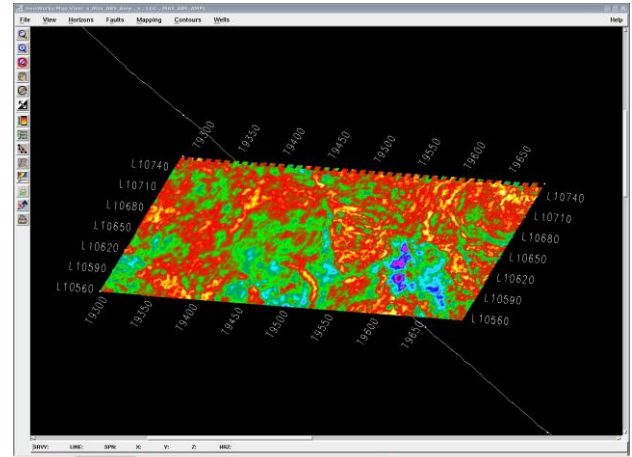 File View Horizons Faults Mapping Contours Wells Help
T9300 T9350 T9400 T9450 T9500 T9550 T9600 T9650
L10740 L10740
L10710 L10710
L10680 L10680
L10650 L10650
L10620 L10620
L10590 L10590
L10560 L10560
T9300 T9350 T9400 T9450 T9500 T9550 T9600 T9650
SRVY: LINE: SPN: X: Y: Z: HRZ: